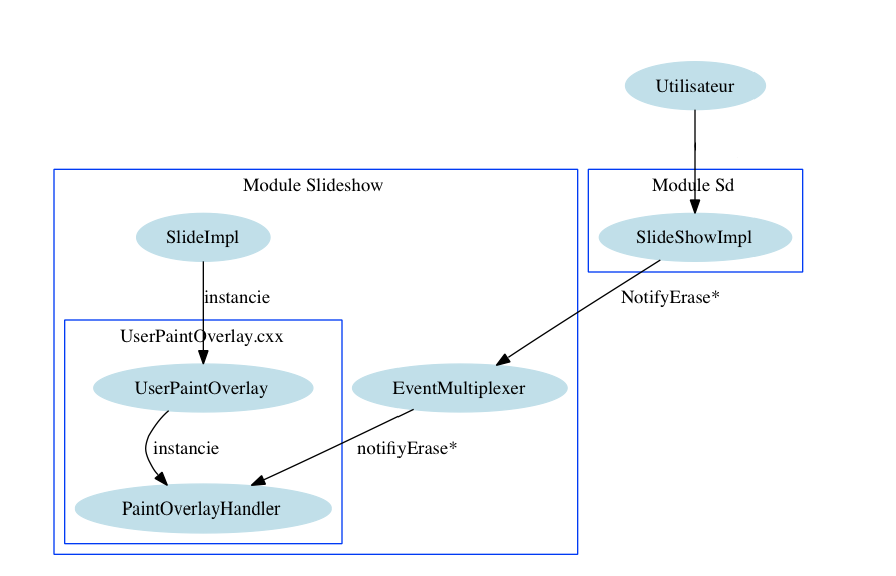 Utilisateur
Module Slideshow
Module Sd
SlideImpl
SlideShowImpl
instancie
NotifyErase*
UserPaintOverlay.cxx
UserPaintOverlay
EventMultiplexer
instancie
notifiyErase*
PaintOverlayHandler